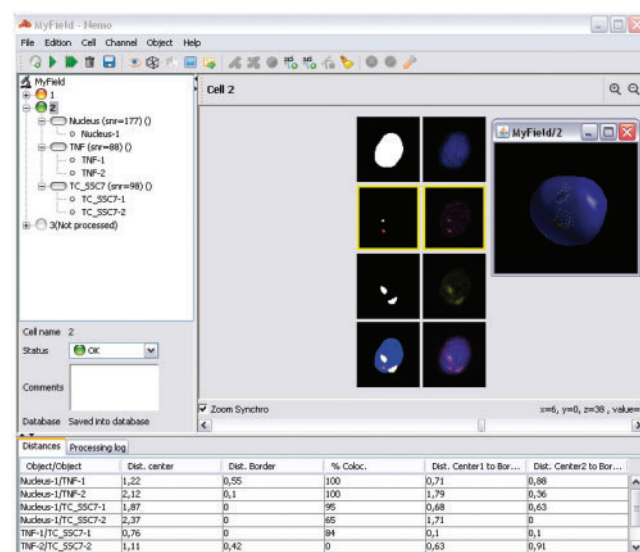 MyField - Nemo
File Edition Cell Channel Object Help
MyField
1
2
Nucleus (snr=177) ()
Nucleus-1
TNF (snr=88) ()
TNF-1
TNF-2
TC_SSC7 (snr=98) ()
TC_SSC7-1
TC_SSC7-2
3(Not processed)
Cell 2
MyField/2
Cell name 2
Status OK
Comments
Database Saved into database
Zoom Synchro
x=6, y=0, z=38 , value=
Distances Processing log
Object/Object Dist. center Dist. Border % Coloc. Dist. Center1 to Bor... Dist. Center2 to Bor...
Nucleus-1/TNF-1 1,22 0,55 100 0,71 0,88
Nucleus-1/TNF-2 2,12 0,1 100 1,79 0,36
Nucleus-1/TC_SSC7-1 1,87 0 95 0,68 0,63
Nucleus-1/TC_SSC7-2 2,37 0 65 1,71 0
TNF-1/TC_SSC7-1 0,76 0 84 0,1 0,1
TNF-2/TC_SSC7-2 1,11 0,42 0 0,63 0,91